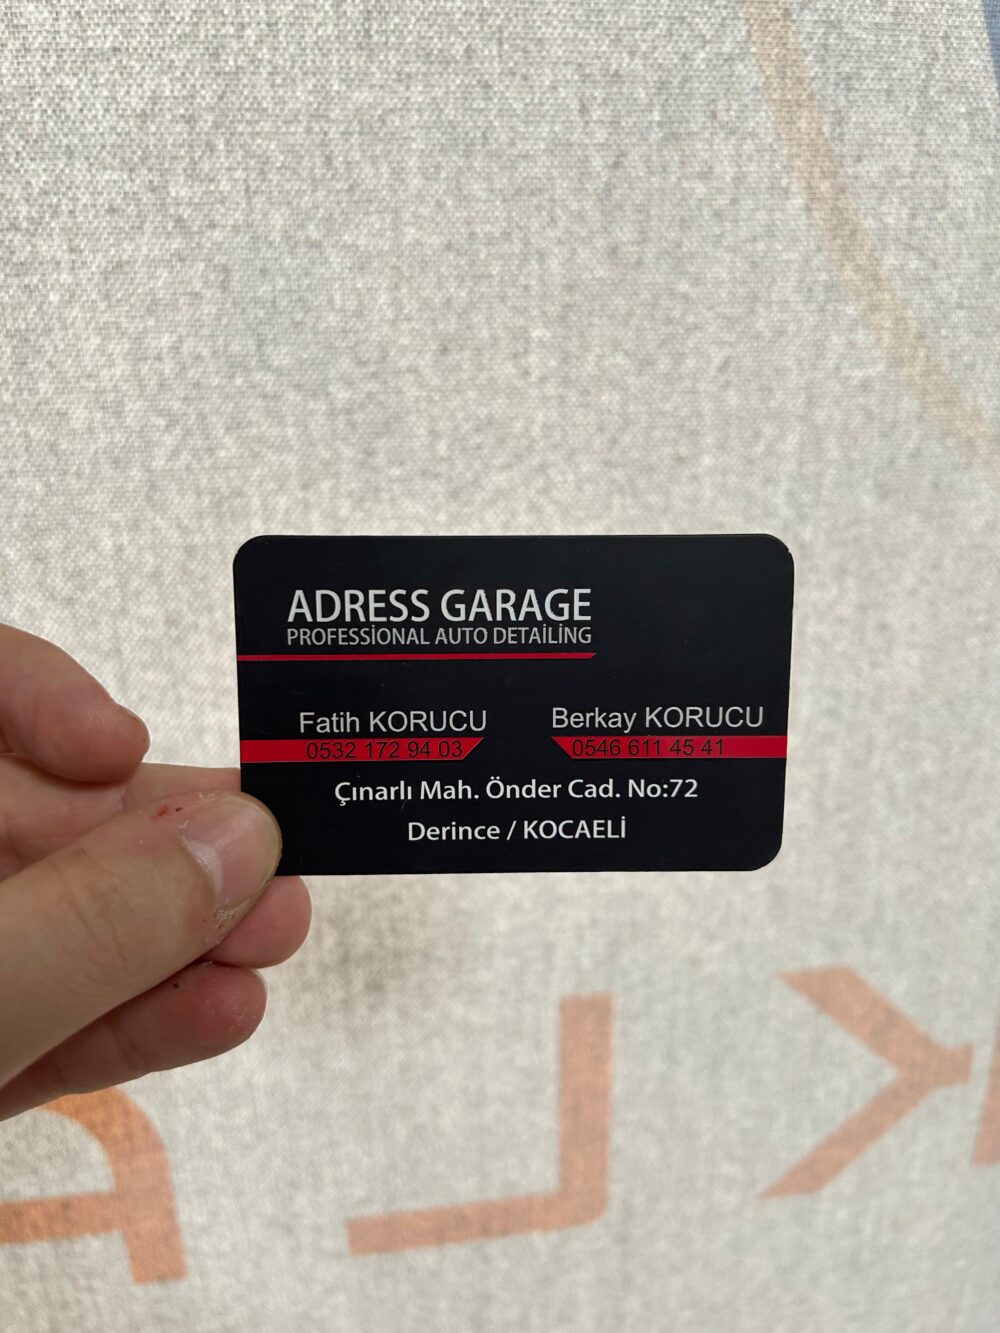 ADRESS GARAGE
PROFESSİONAL AUTO DETAİLİNG
Fatih KORUCU
0532 172 94 03
Berkay KORUCU
0546 611 45 41
Çınarlı Mah. Önder Cad. No:72
Derince / KOCAELİ